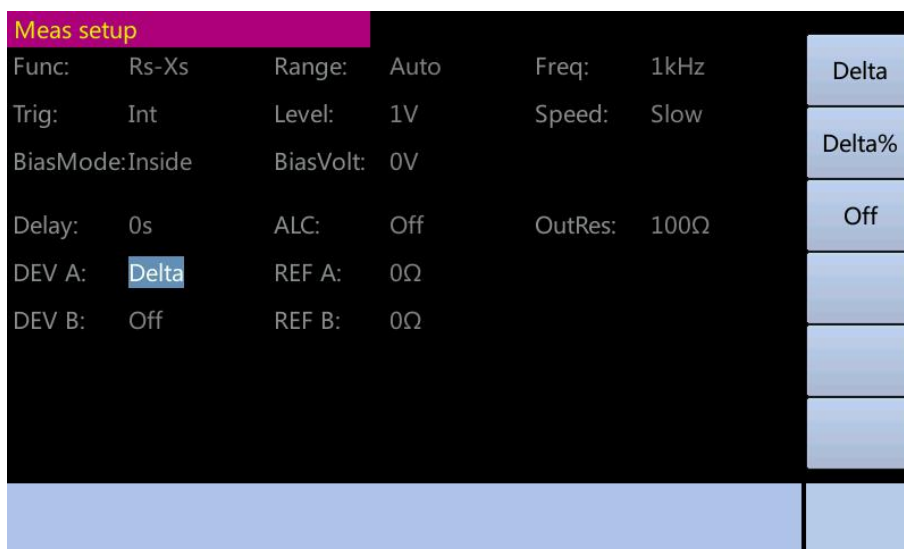 Meas setup
Func: Rs-Xs Range: Auto Freq: 1kHz
Trig: Int Level: 1V Speed: Slow
BiasMode: Inside BiasVolt: 0V
Delay: 0s ALC: Off OutRes: 100Ω
DEV A: Delta REF A: 0Ω
DEV B: Off REF B: 0Ω
Delta
Delta%
Off